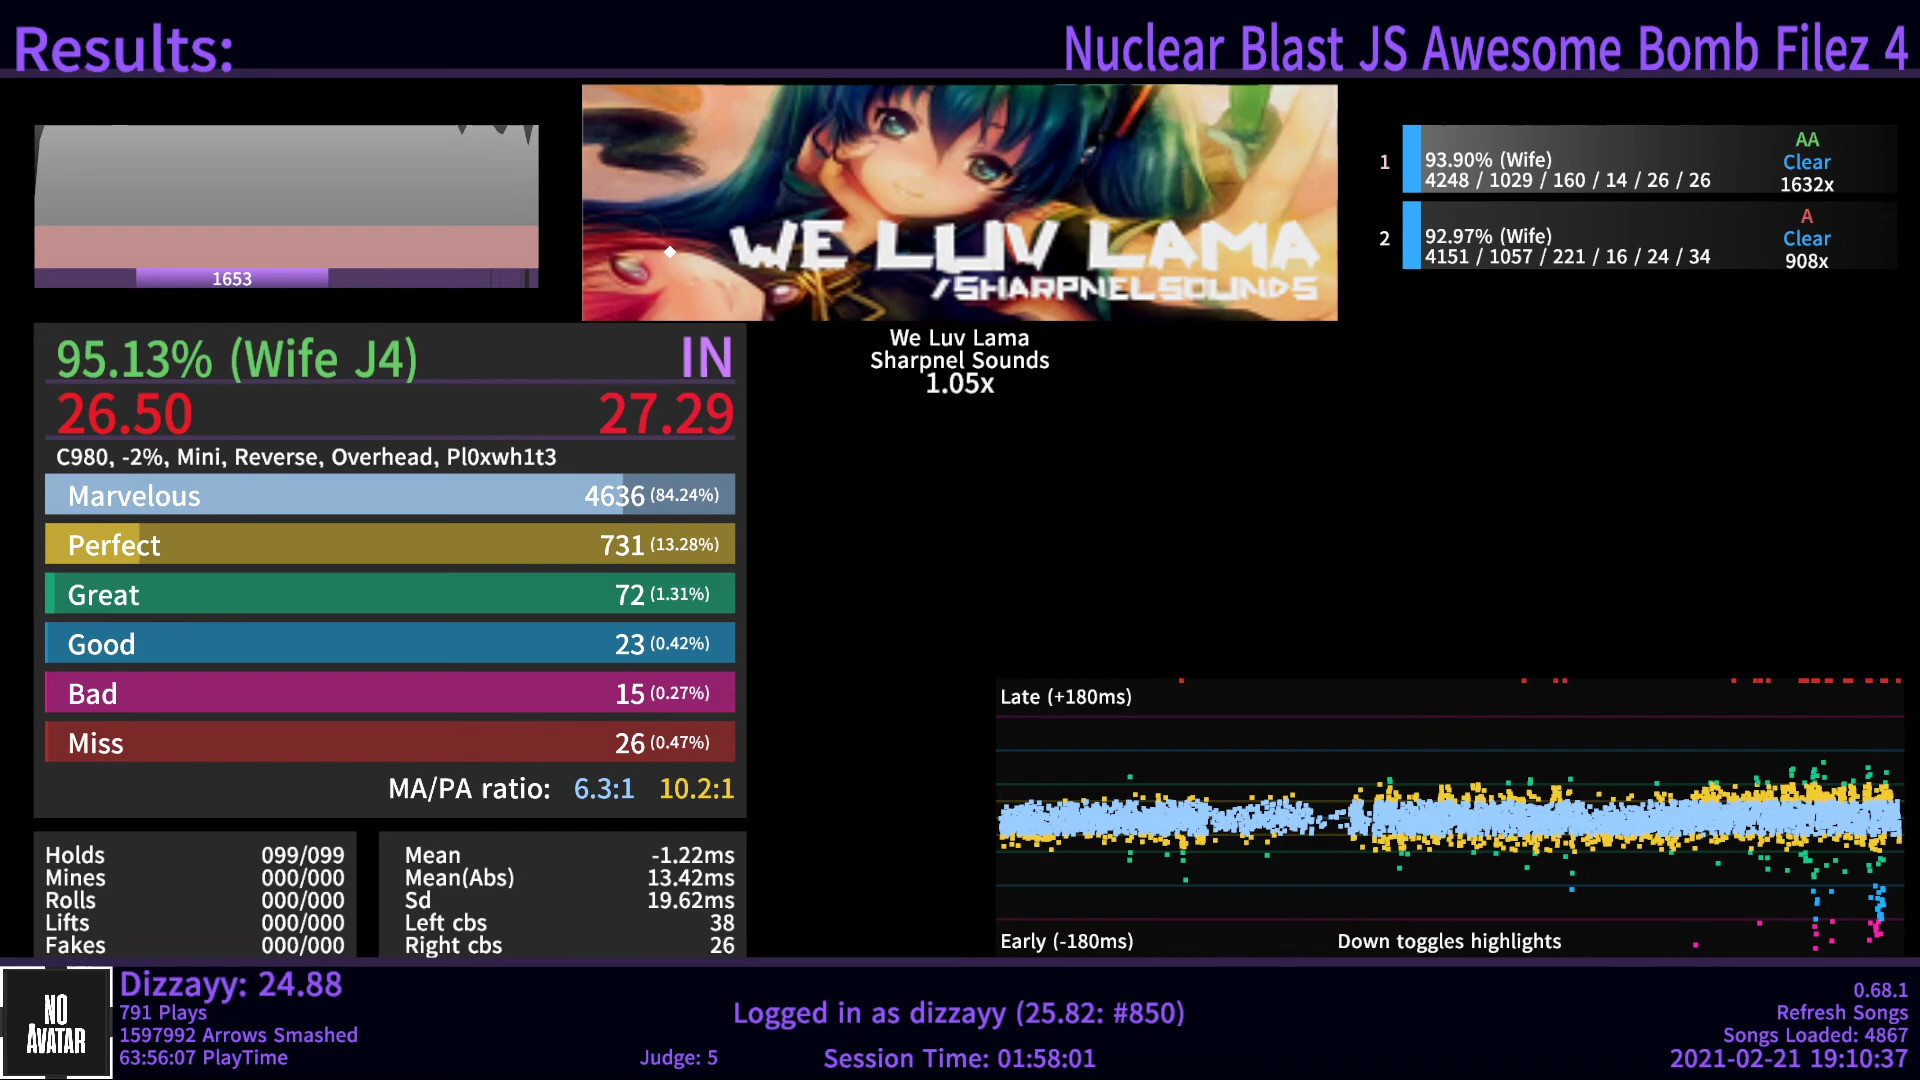 Results:
Nuclear Blast JS Awesome Bomb Filez 4
1653
WE LUV LAMA
/SHARPNELSOUNDS
1
93.90% (Wife)
4248 / 1029 / 160 / 14 / 26 / 26
AA
Clear
1632x
2
92.97% (Wife)
4151 / 1057 / 221 / 16 / 24 / 34
A
Clear
908x
We Luv Lama
Sharpnel Sounds
1.05x
95.13% (Wife J4) IN
26.50 27.29
C980, -2%, Mini, Reverse, Overhead, Pl0xwh1t3
Marvelous 4636 (84.24%)
Perfect 731 (13.28%)
Great 72 (1.31%)
Good 23 (0.42%)
Bad 15 (0.27%)
Miss 26 (0.47%)
MA/PA ratio: 6.3:1 10.2:1
Holds 099/099
Mines 000/000
Rolls 000/000
Lifts 000/000
Fakes 000/000
Mean -1.22ms
Mean(Abs) 13.42ms
Sd 19.62ms
Left cbs 38
Right cbs 26
Late (+180ms)
Early (-180ms)
Down toggles highlights
NO
AVATAR
Dizzayy: 24.88
791 Plays
1597992 Arrows Smashed
63:56:07 PlayTime
Judge: 5
Logged in as dizzayy (25.82: #850)
Session Time: 01:58:01
0.68.1
Refresh Songs
Songs Loaded: 4867
2021-02-21 19:10:37